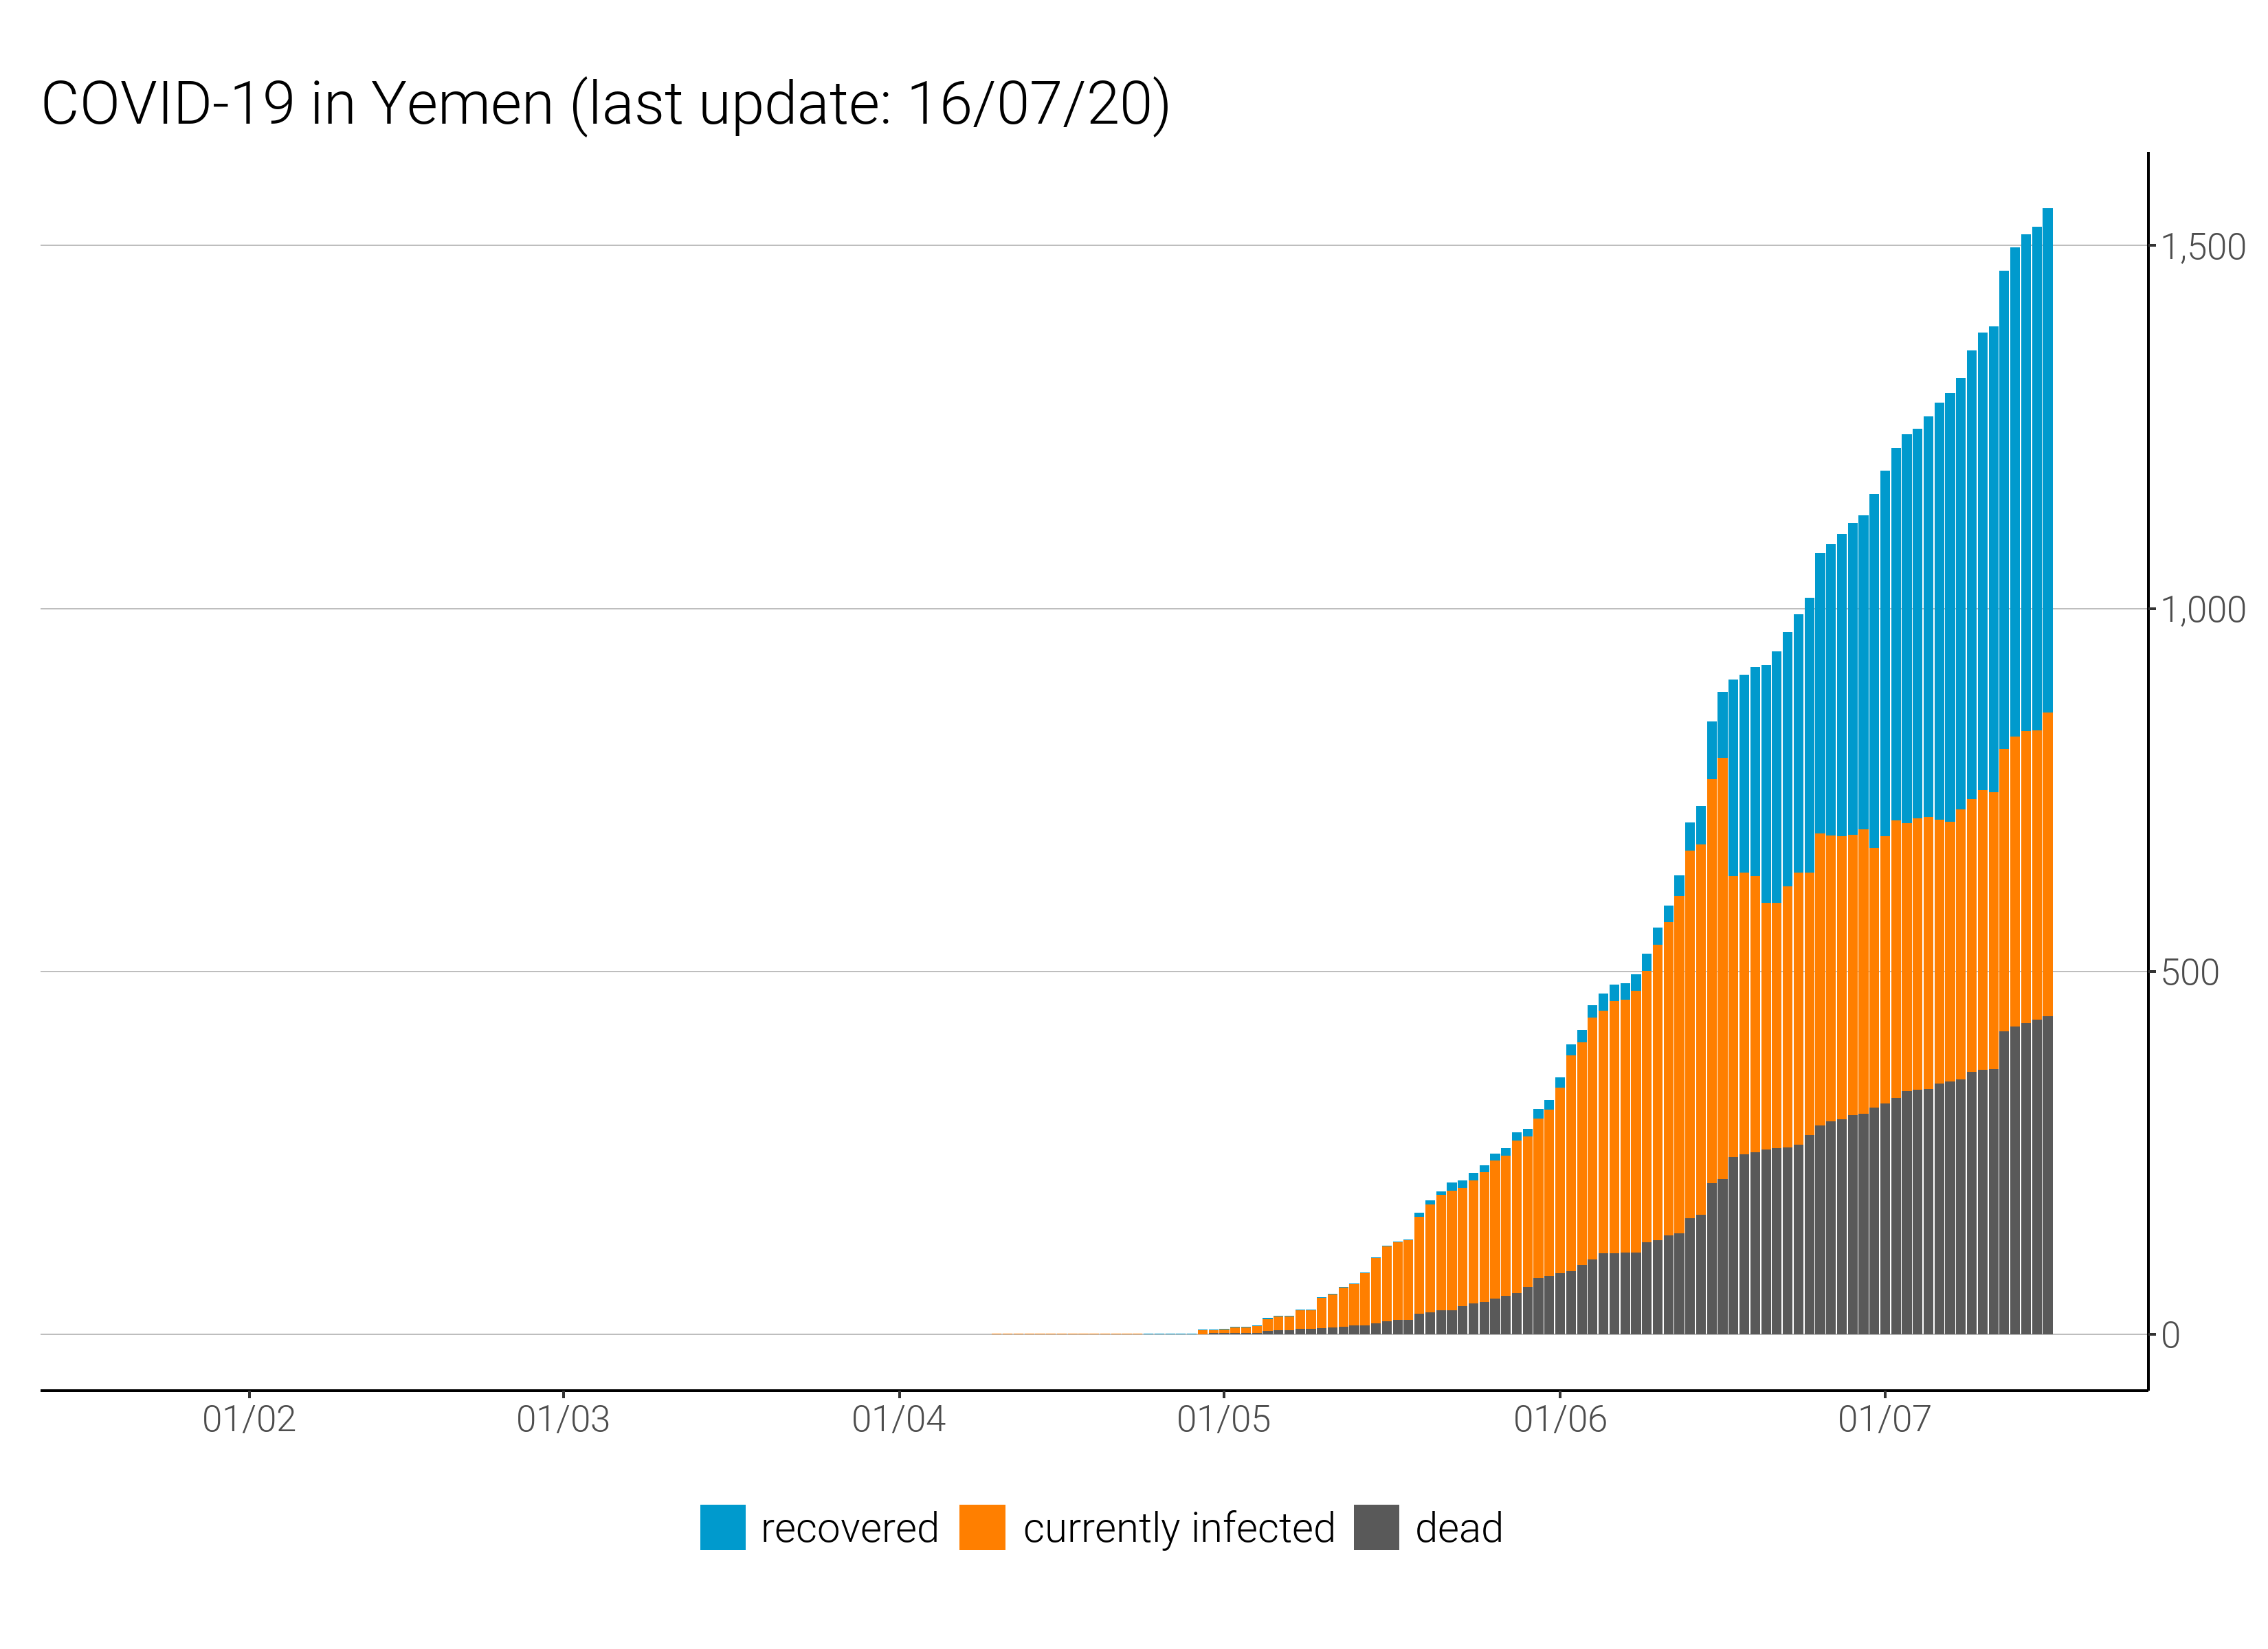 COVID-19 in Yemen (last update: 16/07/20)
1,500
1,000
500
0
01/02 01/03 01/04 01/05 01/06 01/07
recovered currently infected dead